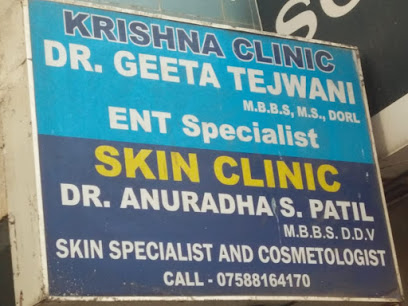 KRISHNA CLINIC
DR. GEETA TEJWANI
M.B.B.S, M.S., DORL
ENT Specialist
SKIN CLINIC
DR. ANURADHA S. PATIL
M.B.B.S. D.D.V
SKIN SPECIALIST AND COSMETOLOGIST
CALL - 07588164170